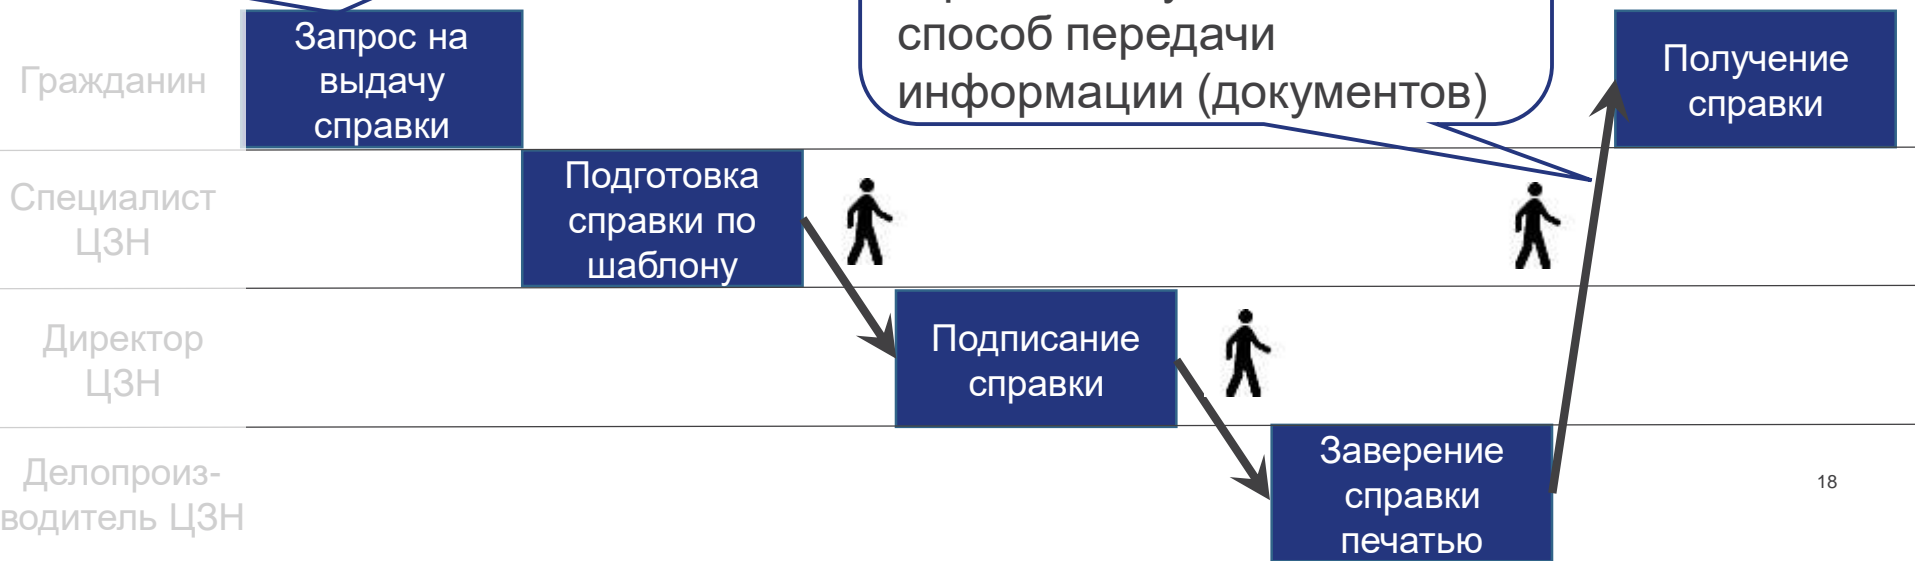 способ передачи
информации (документов)
Гражданин
Запрос на
выдачу
справки
Получение
справки
Специалист
ЦЗН
Подготовка
справки по
шаблону
Директор
ЦЗН
Подписание
справки
Делопроиз-
водитель ЦЗН
Заверение
справки
печатью
18